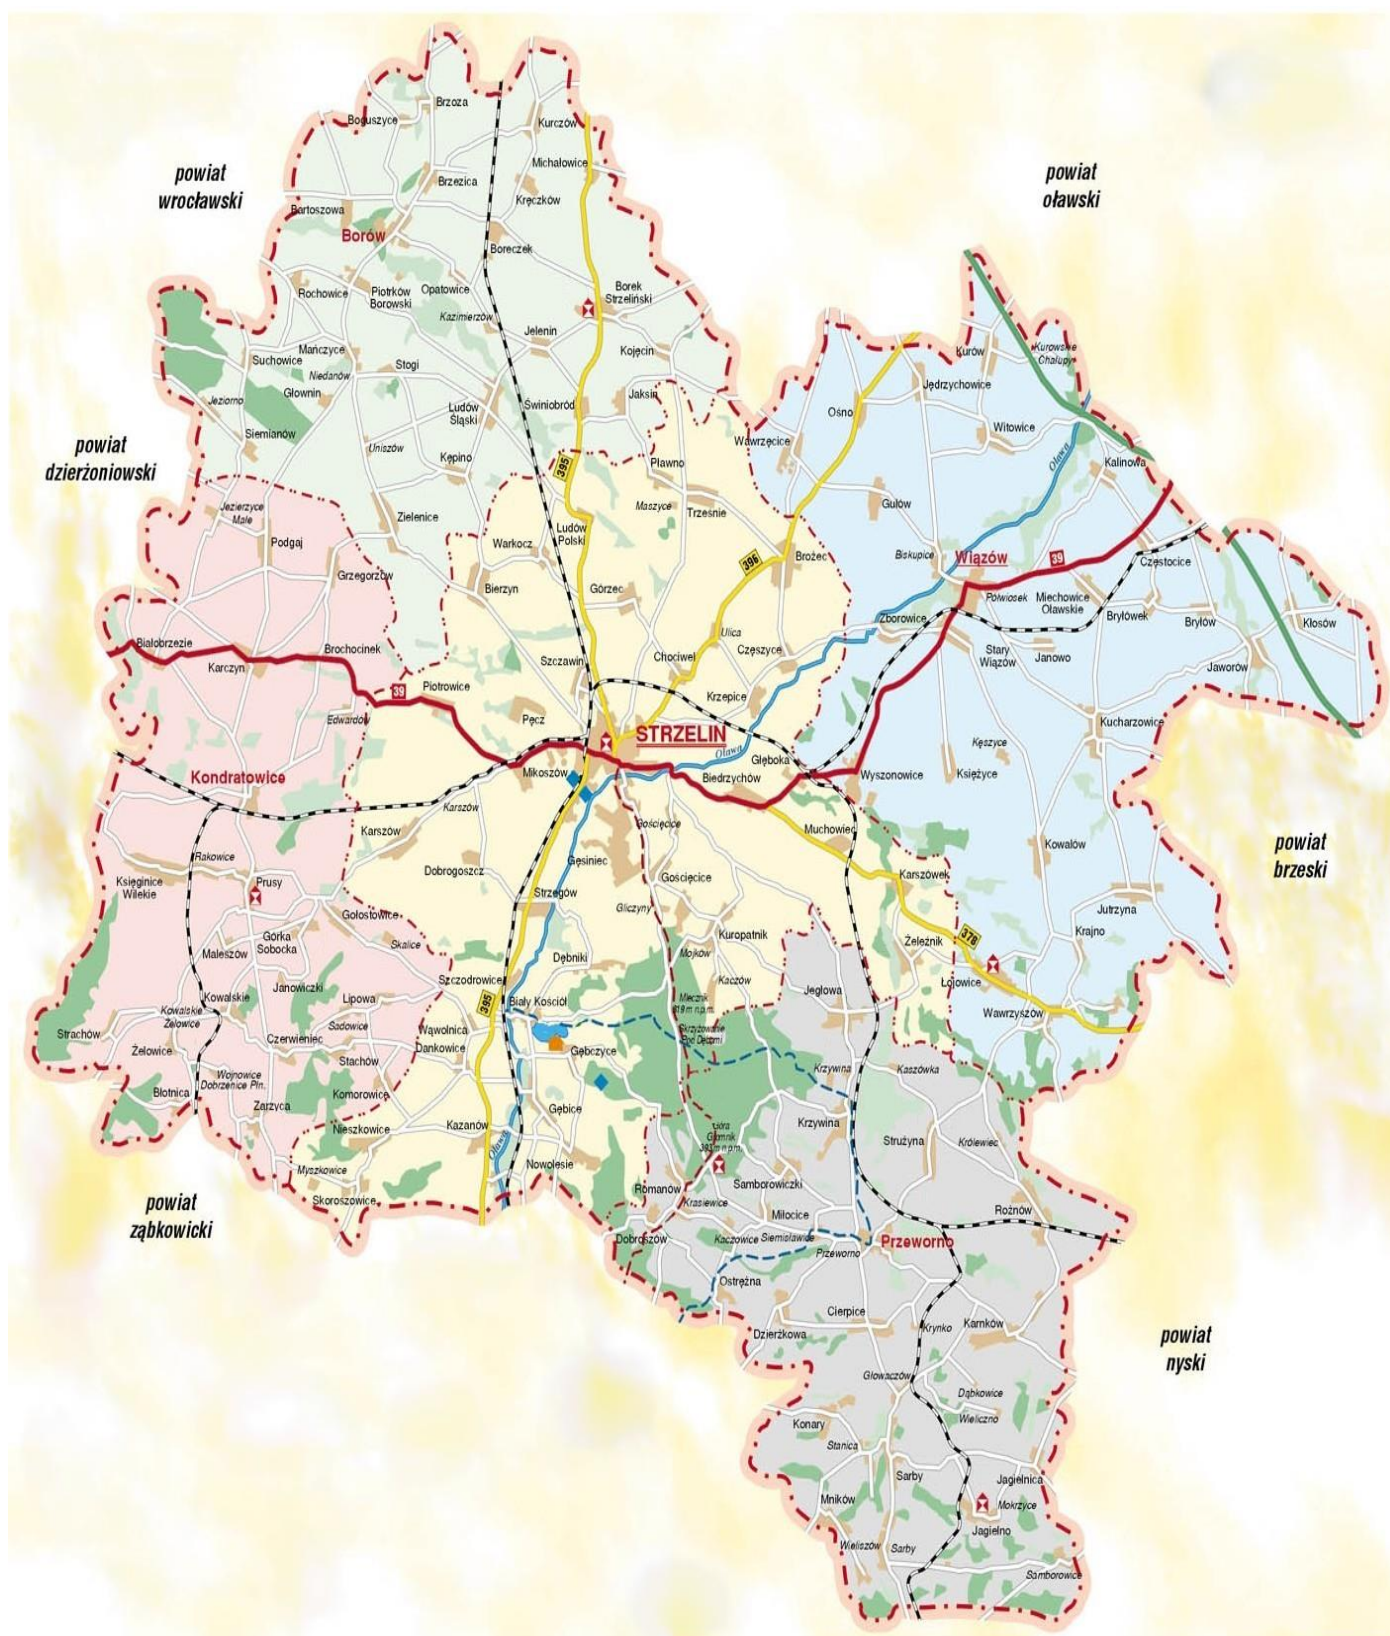 Brzoza
Boguszyce
Kurczów
Michałowice
powiat
wrocławski
powiat
oławski
Brzezica
Kręczków
Bartoszowa
Borów
Boreczek
Rochowice
Piotrków
Borowski
Opatowice
Borek
Strzeliński
Kazimierzów
Jelenin
Kojęcin
Mańczyce
Suchowice
Niedanów
Stogi
Glownin
Jeziorno
Ludów
Śląski
Świniobród
Jaksin
Siemianów
Uniszów
Kępino
powiat
dzierżoniowski
Kurów
Kurowskie
Chałupy
Jędrzychowice
Ośno
Witowice
Wawrzęcice
Oława
Kalinowa
395
Pławno
Maszyce
Trześnie
Gułów
Jezierzyce
Małe
Zielenice
Podgaj
Ludów
Polski
Warkocz
396
Brożec
Biskupice
Wiązów
39
Częstocice
Grzegorzów
Bierzyn
Górzec
Półwiosek
Miechowice
Oławskie
Bryłówek
Bryłów
Kłosów
Zborowice
Ulica
Białobrzezie
Brochocinek
Karczyn
Szczawin
Chociwel
Częszyce
Stary
Wiązów
Janowo
Jaworów
39
Piotrowice
Krzepice
Edwardów
Pęcz
STRZELIN
Oława
Kucharzowice
Kęszyce
Głęboka
Kondratowice
Mikoszów
Biedrzychów
Wyszonowice
Księżyce
Karszów
Karszów
Gościęcice
Muchowiec
Kowalów
powiat
brzeski
Rakowice
Dobrogoszcz
Gęsiniec
Gościęcice
Karszówek
Księginice
Wilekie
Prusy
Strzegów
Gliczyny
Jutrzyna
Gołostowice
Kuropatnik
Krajno
Górka
Sobocka
Skalice
Żeleźnik
378
Maleszów
Mojków
Dębniki
Kaczów
Szczodrowice
Łojowice
Janowiczki
Jegłowa
Kowalskie
Lipowa
395
Biały Kościół
Wawrzyszów
Kowalskie
Żelowice
Sadowice
Wąwolnica
Strachów
Czerwieniec
Dankowice
Żelowice
Stachów
Gębczyce
Krzywina
Kaszówka
Wojnowice
Dobrzenice Płn.
Błotnica
Komorowice
Zarzyca
Gębice
Krzywina
Kazanów
Nieszkowice
Strużyna
Królewiec
Oława
Nowolesie
Myszkowice
Samborowiczki
Skoroszowice
Romanów
Krasiewice
powiat
ząbkowicki
Miłocice
Rożnów
Dobroszów
Kaczowice
Siemisławice
Przeworno
Przeworno
Ostrężna
Cierpice
Krynko
Karnków
Dzierżkowa
powiat
nyski
Głowaczów
Dąbkowice
Wieliczno
Konary
Stanica
Sarby
Jagielnica
Mników
Mokrzyce
Jagielno
Wieliszów
Sarby
Samborowice